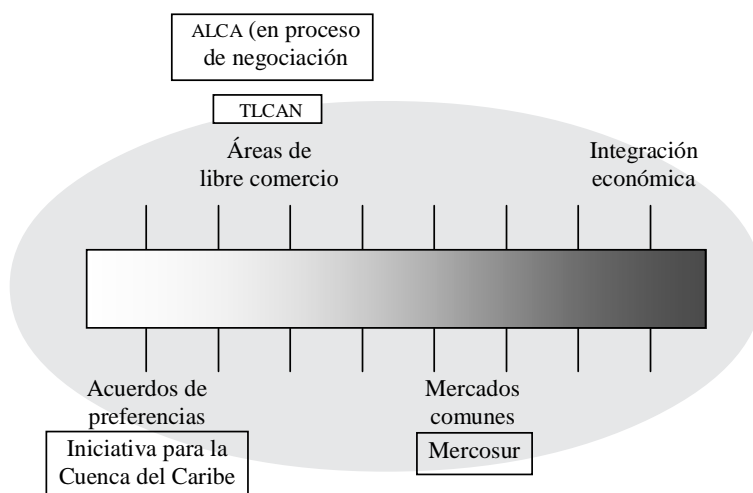 ALCA (en proceso
de negociación
TLCAN
Áreas de
libre comercio
Integración
económica
Acuerdos de
preferencias
Iniciativa para la
Cuenca del Caribe
Mercados
comunes
Mercosur